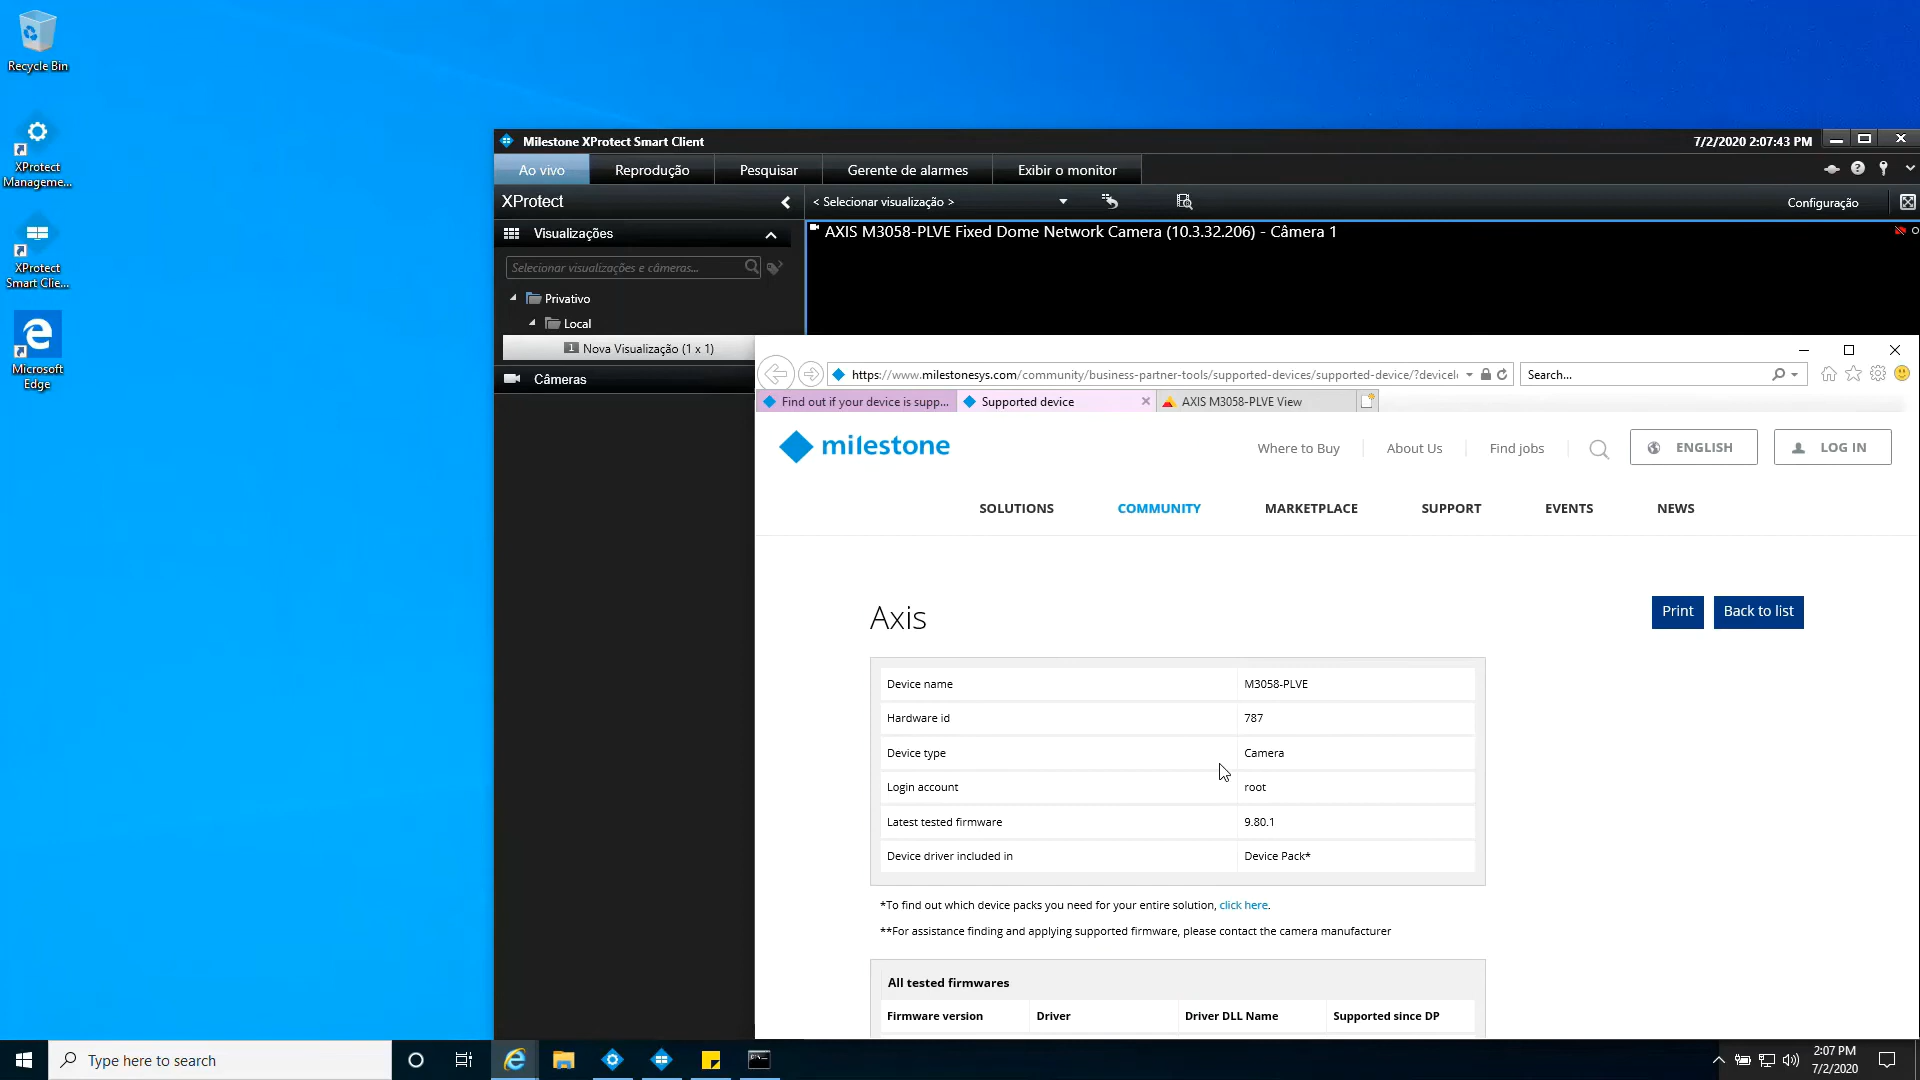 Recycle Bin
XProtect
Manageme...
XProtect
Smart Clie...
Microsoft
Edge
Milestone XProtect Smart Client
7/2/2020 2:07:43 PM
Ao vivo
Reprodução
Pesquisar
Gerente de alarmes
Exibir o monitor
XProtect
< Selecionar visualização >
Configuração
Visualizações
AXIS M3058-PLVE Fixed Dome Network Camera (10.3.32.206) - Câmera 1
Selecionar visualizações e câmeras...
Privativo
Local
1 Nova Visualização (1 x 1)
Câmeras
https://www.milestonesys.com/community/business-partner-tools/supported-devices/supported-device/?devicel
Search...
Find out if your device is supp...
Supported device
AXIS M3058-PLVE View
milestone
Where to Buy
About Us
Find jobs
ENGLISH
LOG IN
SOLUTIONS
COMMUNITY
MARKETPLACE
SUPPORT
EVENTS
NEWS
Axis
Print
Back to list
Device name M3058-PLVE
Hardware id 787
Device type Camera
Login account root
Latest tested firmware 9.80.1
Device driver included in Device Pack*
*To find out which device packs you need for your entire solution, click here.
**For assistance finding and applying supported firmware, please contact the camera manufacturer
All tested firmwares
Firmware version Driver Driver DLL Name Supported since DP
Type here to search
2:07 PM
7/2/2020